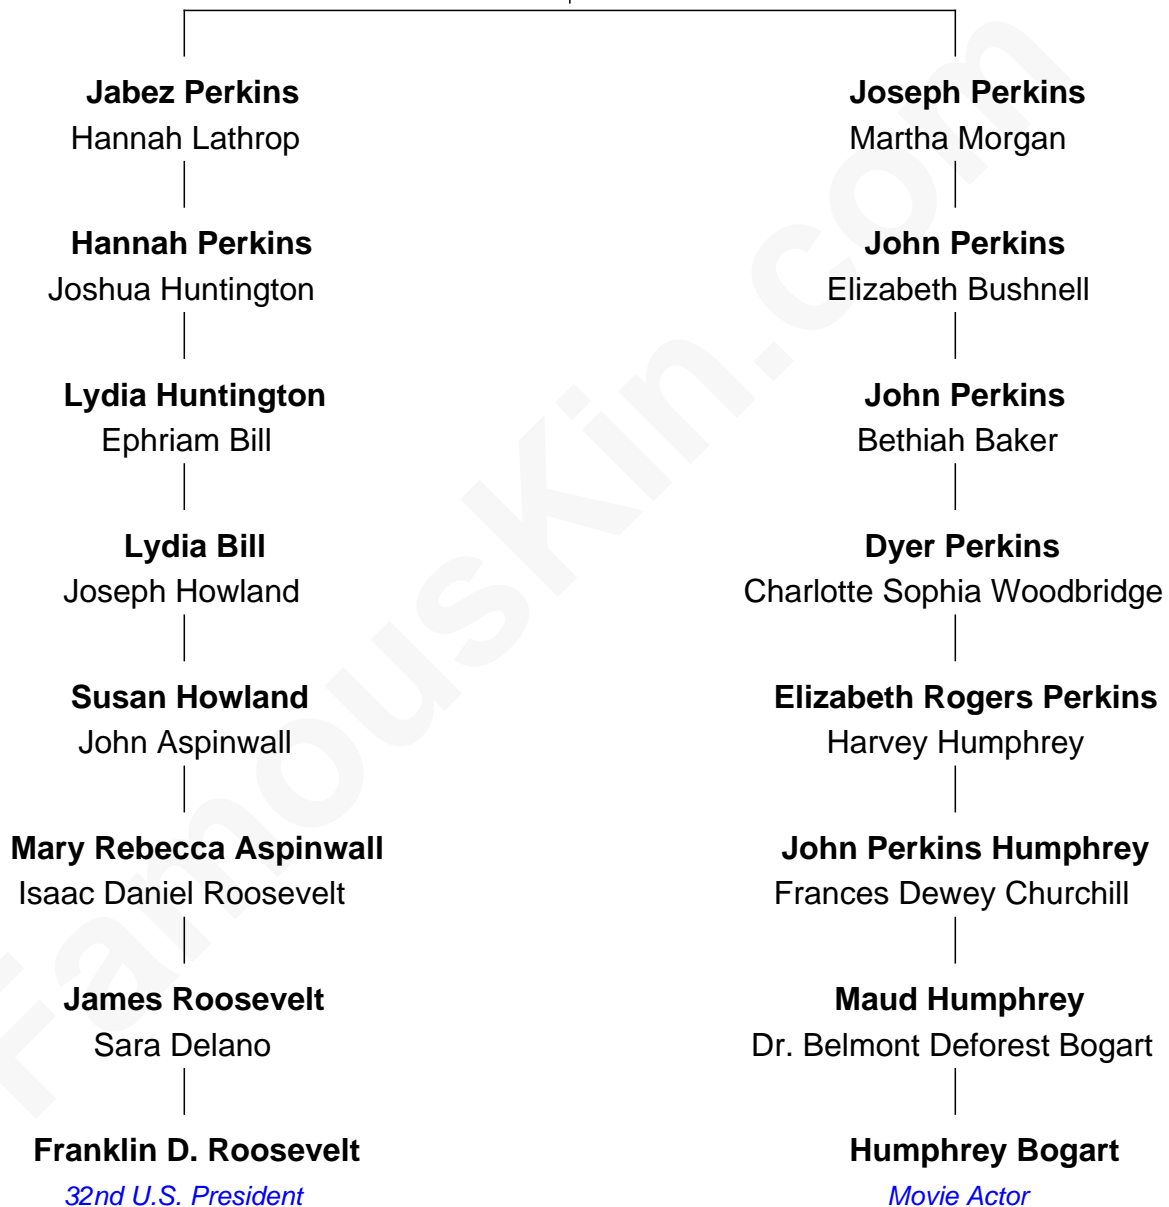 Jabez Perkins
Hannah Lathrop
Joseph Perkins
Martha Morgan
Hannah Perkins
Joshua Huntington
John Perkins
Elizabeth Bushnell
Lydia Huntington
Ephriam Bill
John Perkins
Bethiah Baker
Lydia Bill
Joseph Howland
Dyer Perkins
Charlotte Sophia Woodbridge
Susan Howland
John Aspinwall
Elizabeth Rogers Perkins
Harvey Humphrey
Mary Rebecca Aspinwall
Isaac Daniel Roosevelt
John Perkins Humphrey
Frances Dewey Churchill
James Roosevelt
Sara Delano
Maud Humphrey
Dr. Belmont Deforest Bogart
Franklin D. Roosevelt
32nd U.S. President
Humphrey Bogart
Movie Actor
FamousKin.com